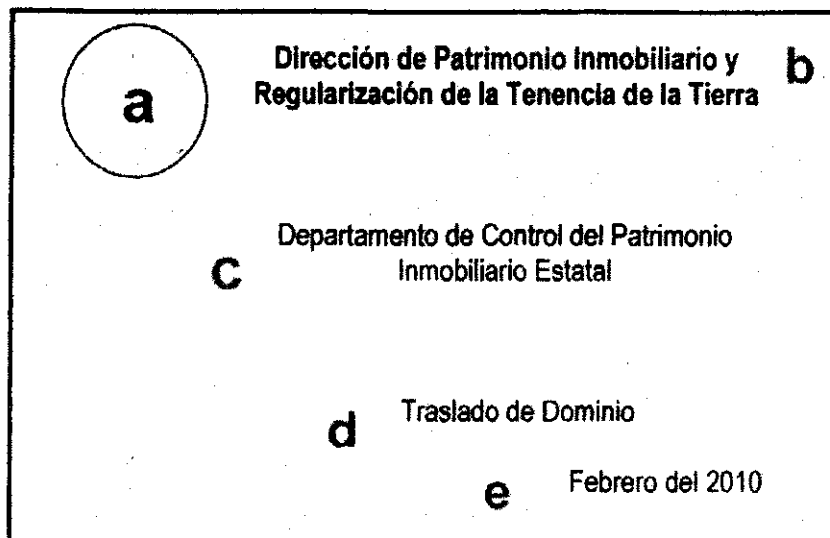 a
Dirección de Patrimonio Inmobiliario y
b
Regularización de la Tenencia de la Tierra
Departamento de Control del Patrimonio
c
Inmobiliario Estatal
d
Traslado de Dominio
e
Febrero del 2010